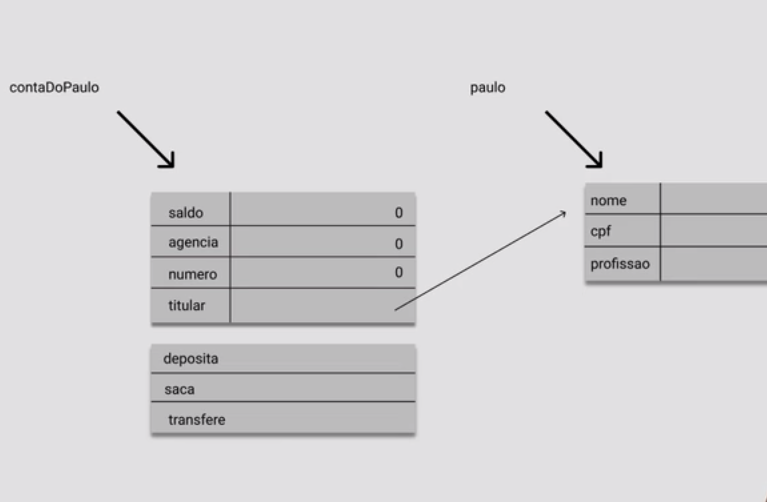 contaDoPaulo
paulo
saldo 0
agencia 0
numero 0
titular
deposita
saca
transfere
nome
cpf
profissao